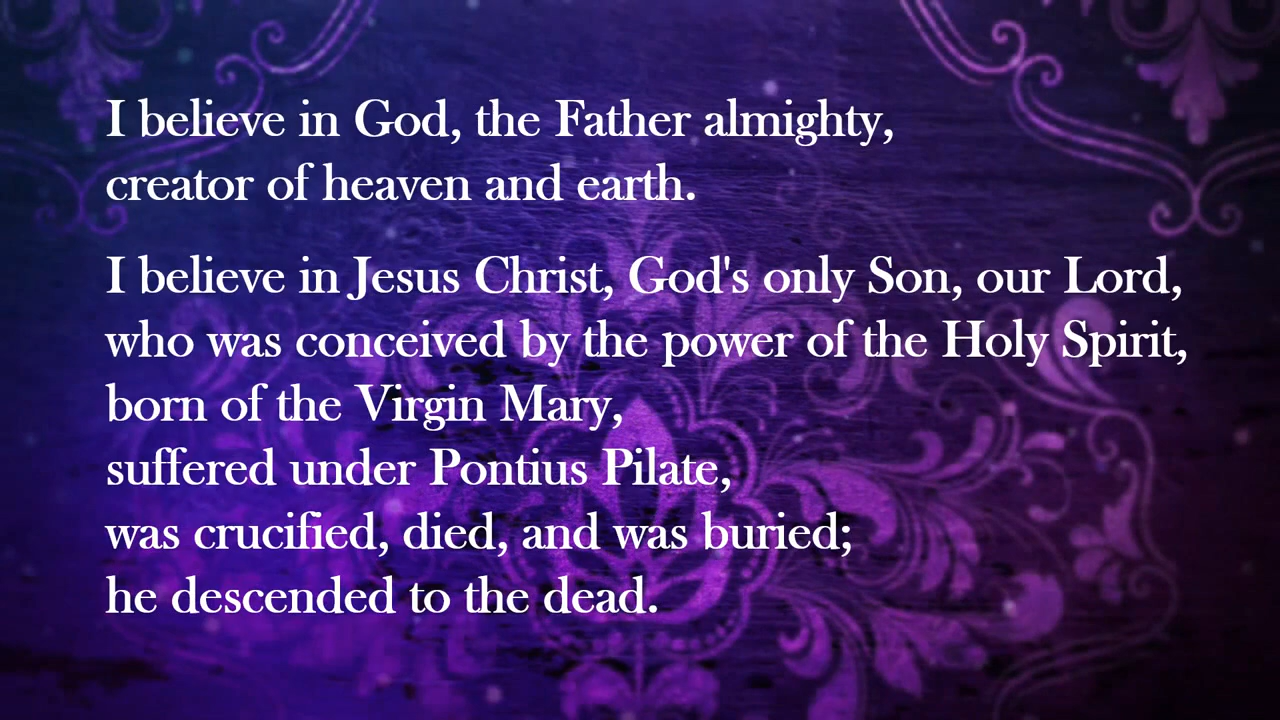 I believe in God, the Father almighty,
creator of heaven and earth.
I believe in Jesus Christ, God's only Son, our Lord,
who was conceived by the power of the Holy Spirit,
born of the Virgin Mary,
suffered under Pontius Pilate,
was crucified, died, and was buried;
he descended to the dead.